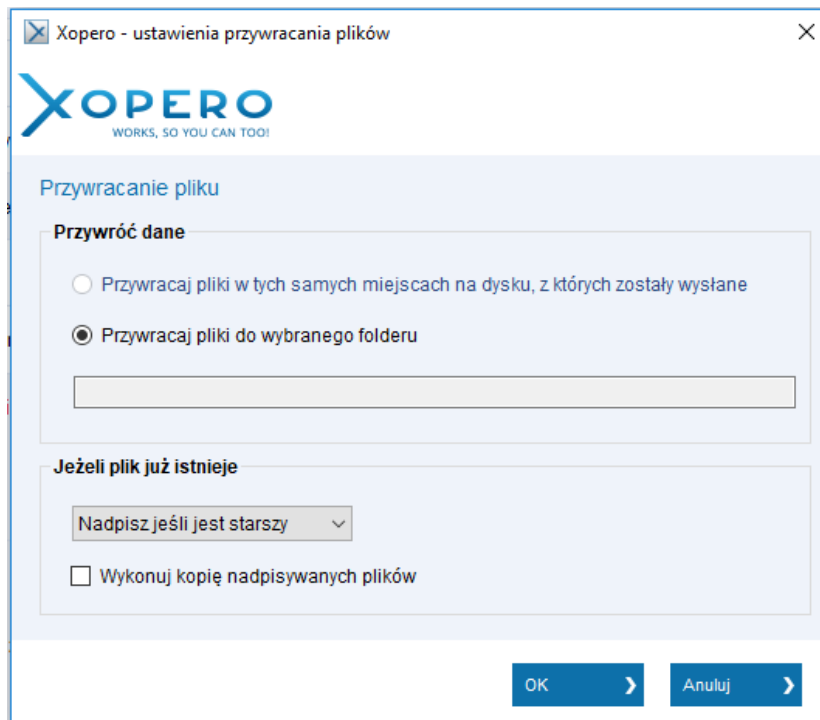 Xopero - ustawienia przywracania plików
XOPERO
WORKS, SO YOU CAN TOO!
Przywracanie pliku
Przywróć dane
Przywracaj pliki w tych samych miejscach na dysku, z których zostały wysłane
Przywracaj pliki do wybranego folderu
Jeżeli plik już istnieje
Nadpisz jeśli jest starszy
Wykonuj kopię nadpisywanych plików
OK
Anuluj